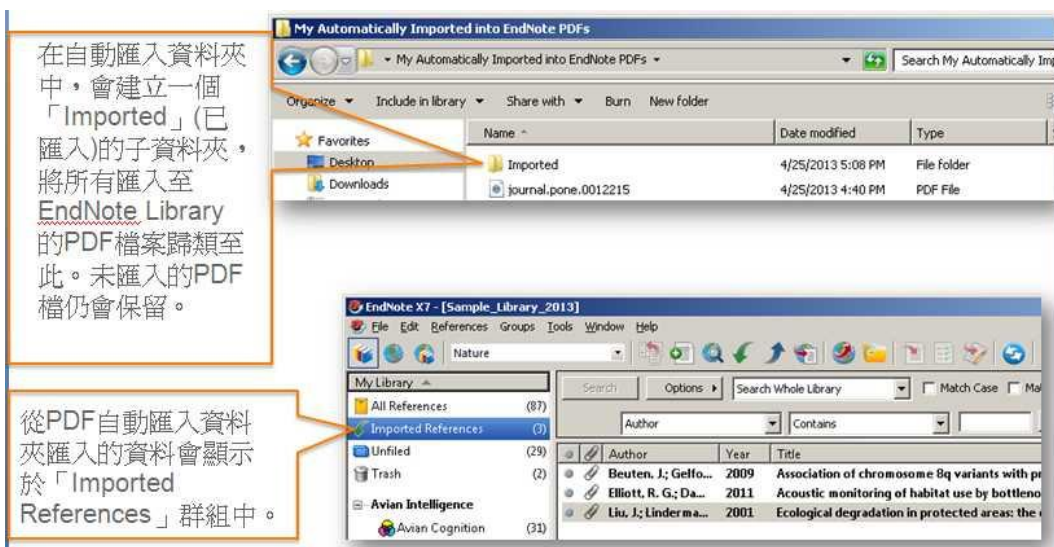 在自動匯入資料夾
中，會建立一個
「Imported」(已
匯入)的子資料夾，
將所有匯入至
EndNote Library
的PDF檔案歸類至
此。未匯入的PDF
檔仍會保留。
My Automatically Imported into EndNote PDFs
My Automatically Imported into EndNote PDFs
Search My Automatically Imp
Organize Include in library Share with Burn New folder
Favorites
Desktop
Downloads
Name Date modified Type
Imported 4/25/2013 5:08 PM File folder
journal.pone.0012215 4/25/2013 4:40 PM PDF File
從PDF自動匯入資料
夾匯入的資料會顯示
於「Imported
References」群組中。
EndNote X7 - [Sample_Library_2013]
File Edit References Groups Tools Window Help
Nature
My Library
All References (87)
Imported References (3)
Unfiled (29)
Trash (2)
Avian Intelligence
Avian Cognition (31)
Search Options Search Whole Library Match Case Ma
Author Contains
Author Year Title
Beuten, J.; Gelfo... 2009 Association of chromosome 8q variants with pr
Elliott, R. G.; Da... 2011 Acoustic monitoring of habitat use by bottleno
Liu, J.; Linderma... 2001 Ecological degradation in protected areas: the